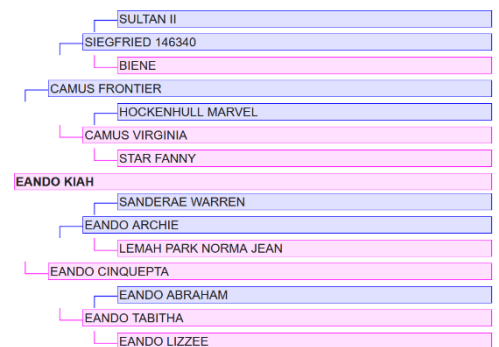 SULTAN II
SIEGFRIED 146340
BIENE
CAMUS FRONTIER
HOCKENHULL MARVEL
CAMUS VIRGINIA
STAR FANNY
EANDO KIAH
SANDERAE WARREN
EANDO ARCHIE
LEMAH PARK NORMA JEAN
EANDO CINQUEPTA
EANDO ABRAHAM
EANDO TABITHA
EANDO LIZZEE